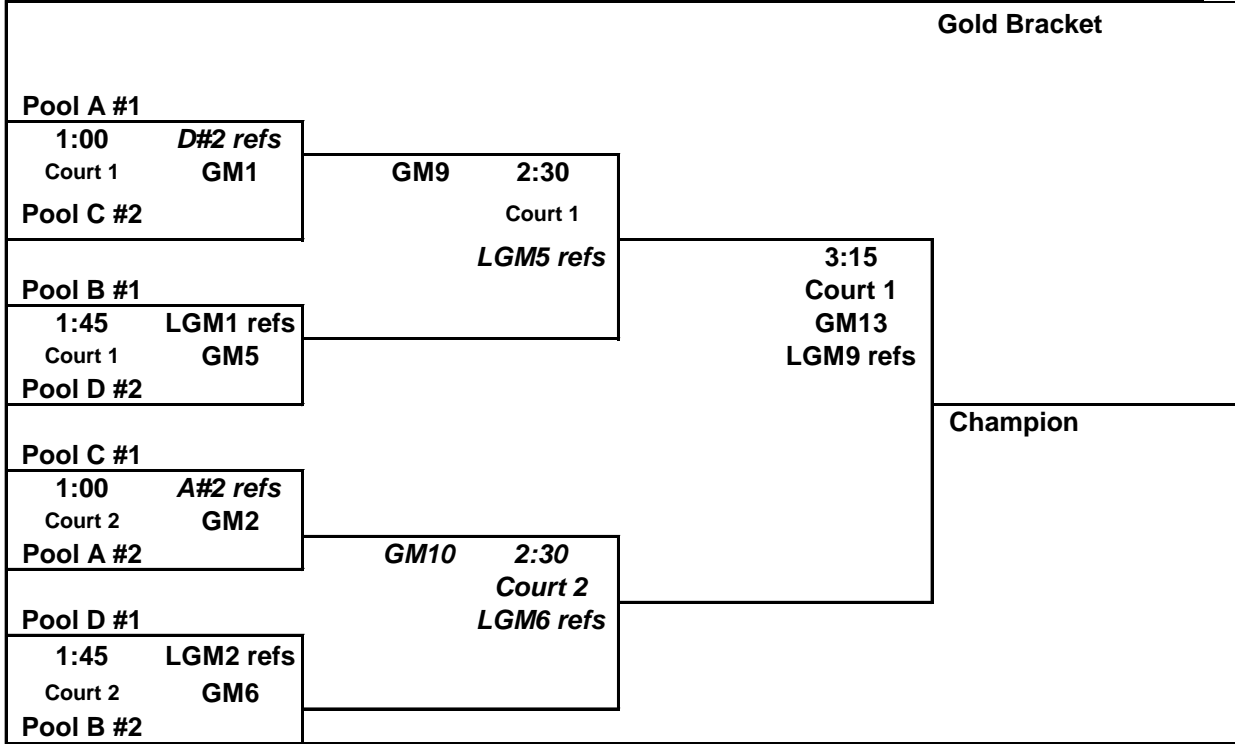 Gold Bracket
Pool A #1
1:00 D#2 refs
Court 1 GM1
Pool C #2
GM9 2:30
Court 1
LGM5 refs
Pool B #1
1:45 LGM1 refs
Court 1 GM5
Pool D #2
3:15
Court 1
GM13
LGM9 refs
Champion
Pool C #1
1:00 A#2 refs
Court 2 GM2
Pool A #2
GM10 2:30
Court 2
LGM6 refs
Pool D #1
1:45 LGM2 refs
Court 2 GM6
Pool B #2